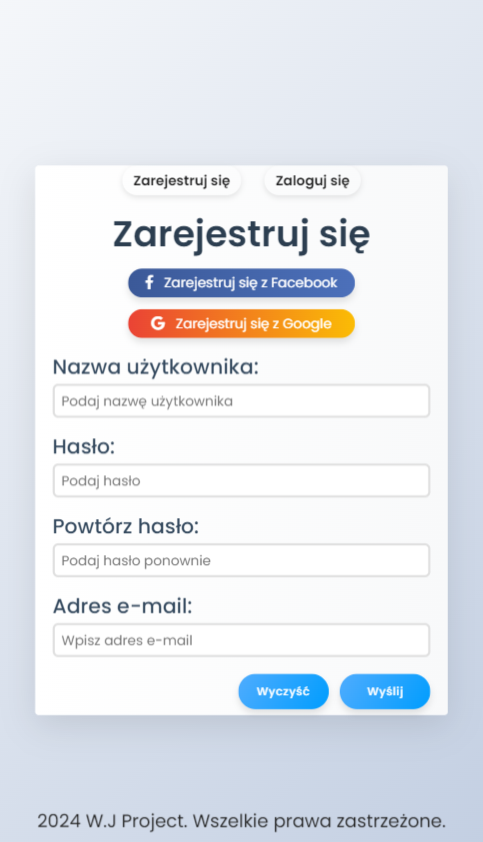 Zarejestruj się Zaloguj się
Zarejestruj się
Zarejestruj się z Facebook
Zarejestruj się z Google
Nazwa użytkownika:
Podaj nazwę użytkownika
Hasło:
Podaj hasło
Powtórz hasło:
Podaj hasło ponownie
Adres e-mail:
Wpisz adres e-mail
Wyczyść Wyślij
2024 W.J Project. Wszelkie prawa zastrzeżone.